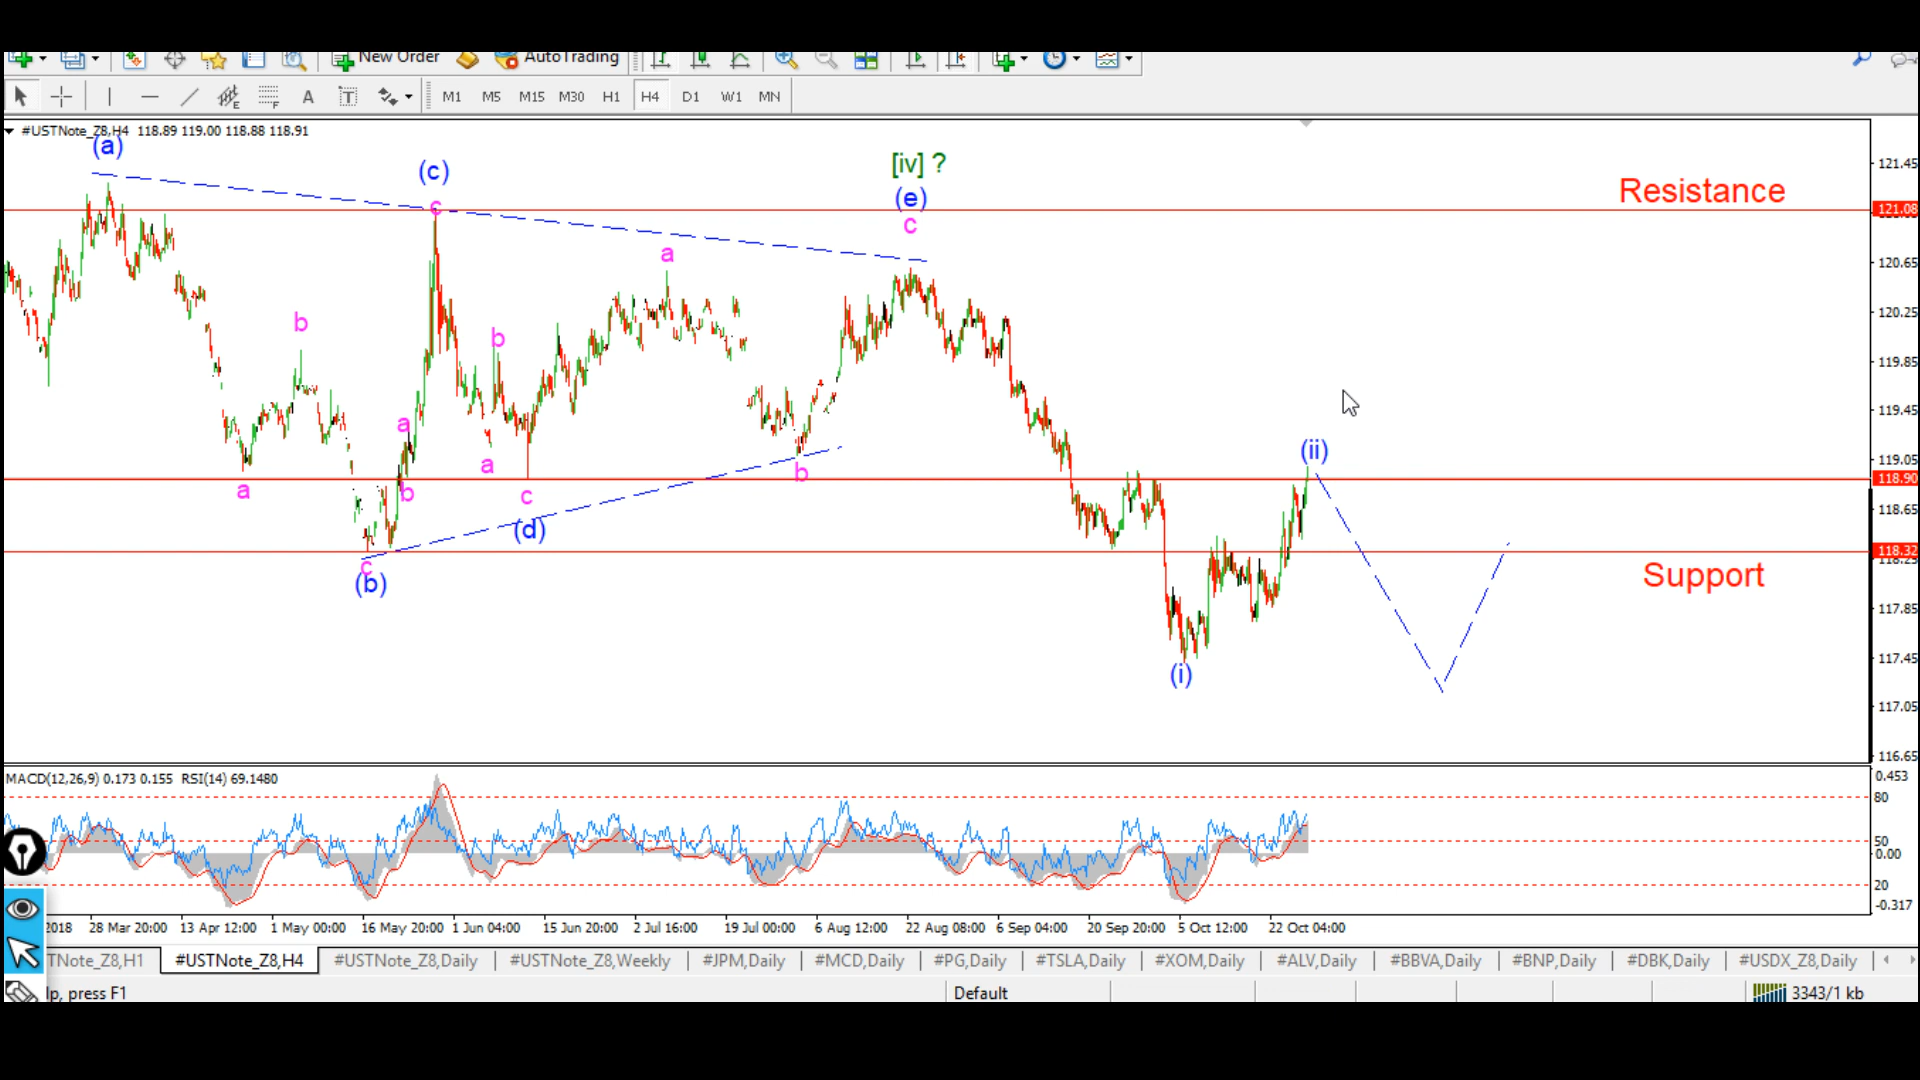 New Order AutoTrading
A T M1 M5 M15 M30 H1 H4 D1 W1 MN
#USTNote_Z8,H4 118.89 119.00 118.88 118.91
(a)
(c)
c
[iv] ?
(e)
c
Resistance
121.45
121.08
120.65
120.25
119.85
119.45
119.05
118.90
118.65
118.32
118.25
117.85
117.45
117.05
116.65
a
b
b
a
(ii)
a
a
b
b
c
(d)
c
(b)
Support
(i)
MACD(12,26,9) 0.173 0.155 RSI(14) 69.1480
0.453
80
50
0.00
20
-0.317
2018 28 Mar 20:00 13 Apr 12:00 1 May 00:00 16 May 20:00 1 Jun 04:00 15 Jun 20:00 2 Jul 16:00 19 Jul 00:00 6 Aug 12:00 22 Aug 08:00 6 Sep 04:00 20 Sep 20:00 5 Oct 12:00 22 Oct 04:00
TNote_Z8,H1 #USTNote_Z8,H4 #USTNote_Z8,Daily #USTNote_Z8,Weekly #JPM,Daily #MCD,Daily #PG,Daily #TSLA,Daily #XOM,Daily #ALV,Daily #BBVA,Daily #BNP,Daily #DBK,Daily #USDX_Z8,Daily
lp, press F1 Default 3343/1 kb